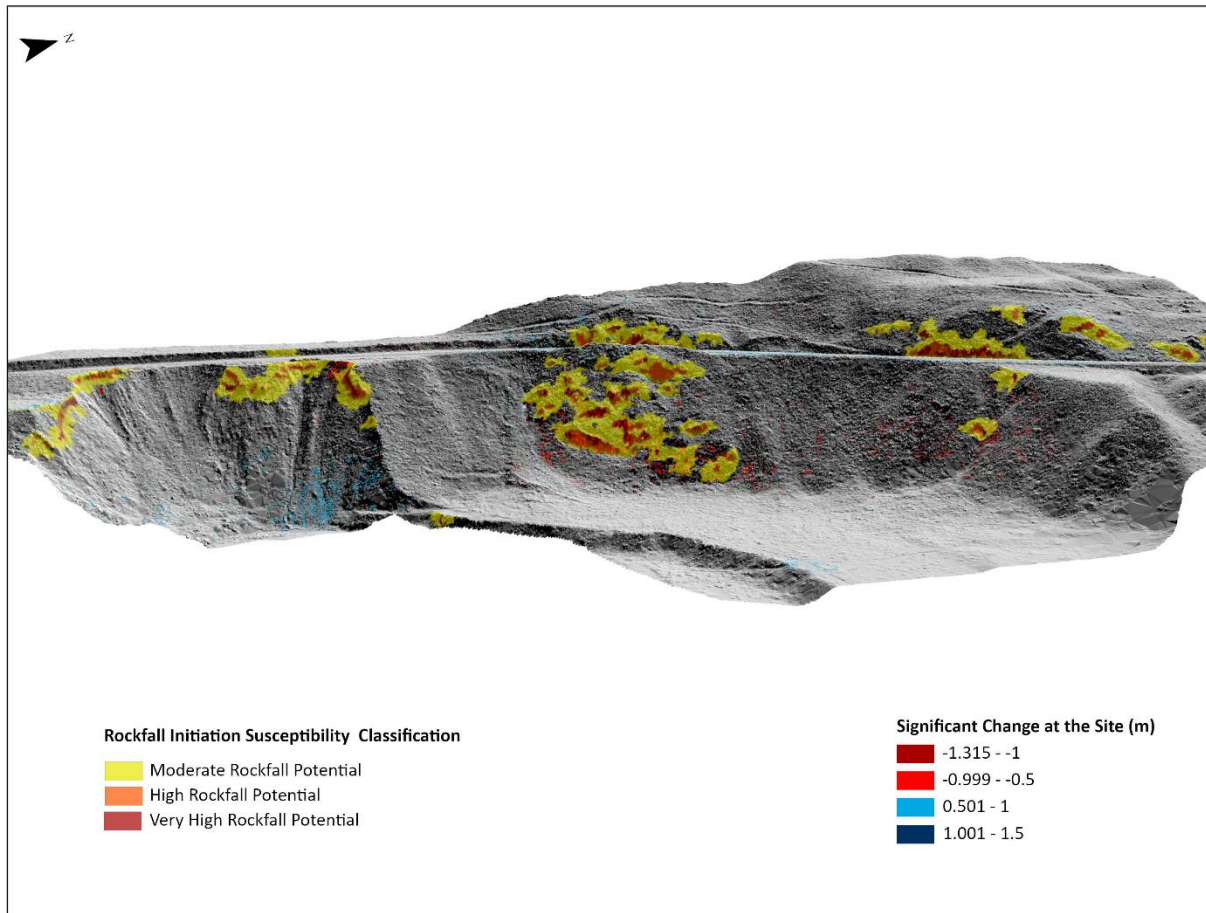 N
Rockfall Initiation Susceptibility Classification
Moderate Rockfall Potential
High Rockfall Potential
Very High Rockfall Potential
Significant Change at the Site (m)
-1.315 - -1
-0.999 - -0.5
0.501 - 1
1.001 - 1.5